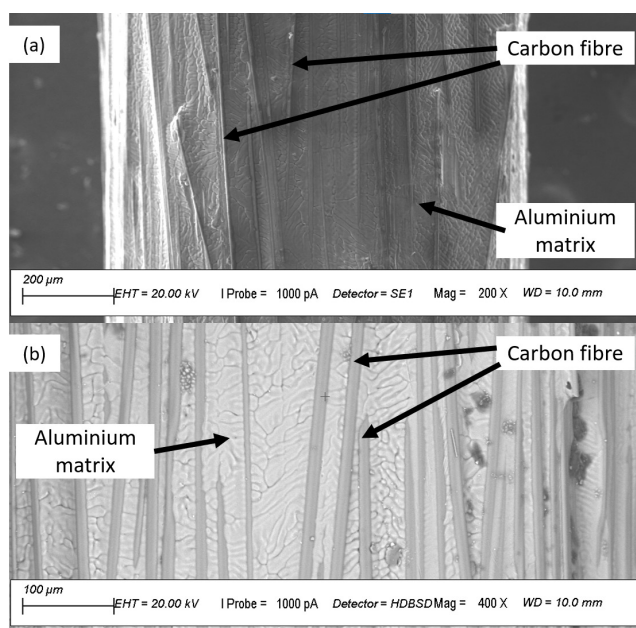 (a)
Carbon fibre
Aluminium
matrix
200 µm
EHT = 20.00 kV I Probe = 1000 pA Detector = SE1 Mag = 200 X WD = 10.0 mm
(b)
Carbon fibre
Aluminium
matrix
100 µm
EHT = 20.00 kV I Probe = 1000 pA Detector = HDBSD Mag = 400 X WD = 10.0 mm